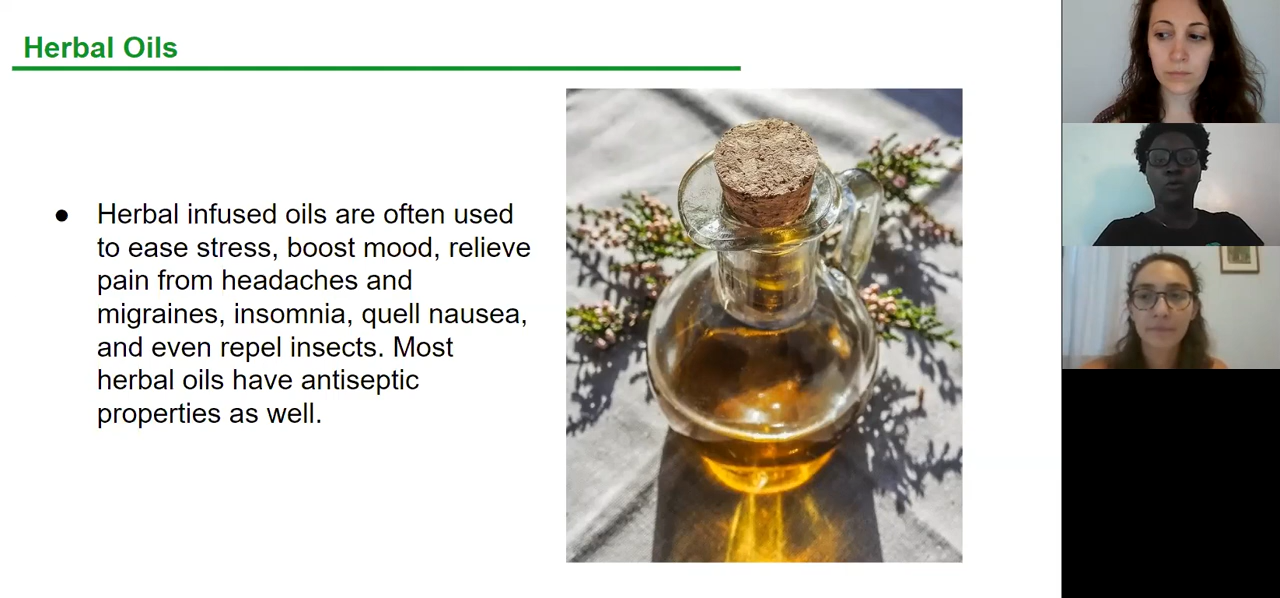 Herbal Oils
● Herbal infused oils are often used
to ease stress, boost mood, relieve
pain from headaches and
migraines, insomnia, quell nausea,
and even repel insects. Most
herbal oils have antiseptic
properties as well.